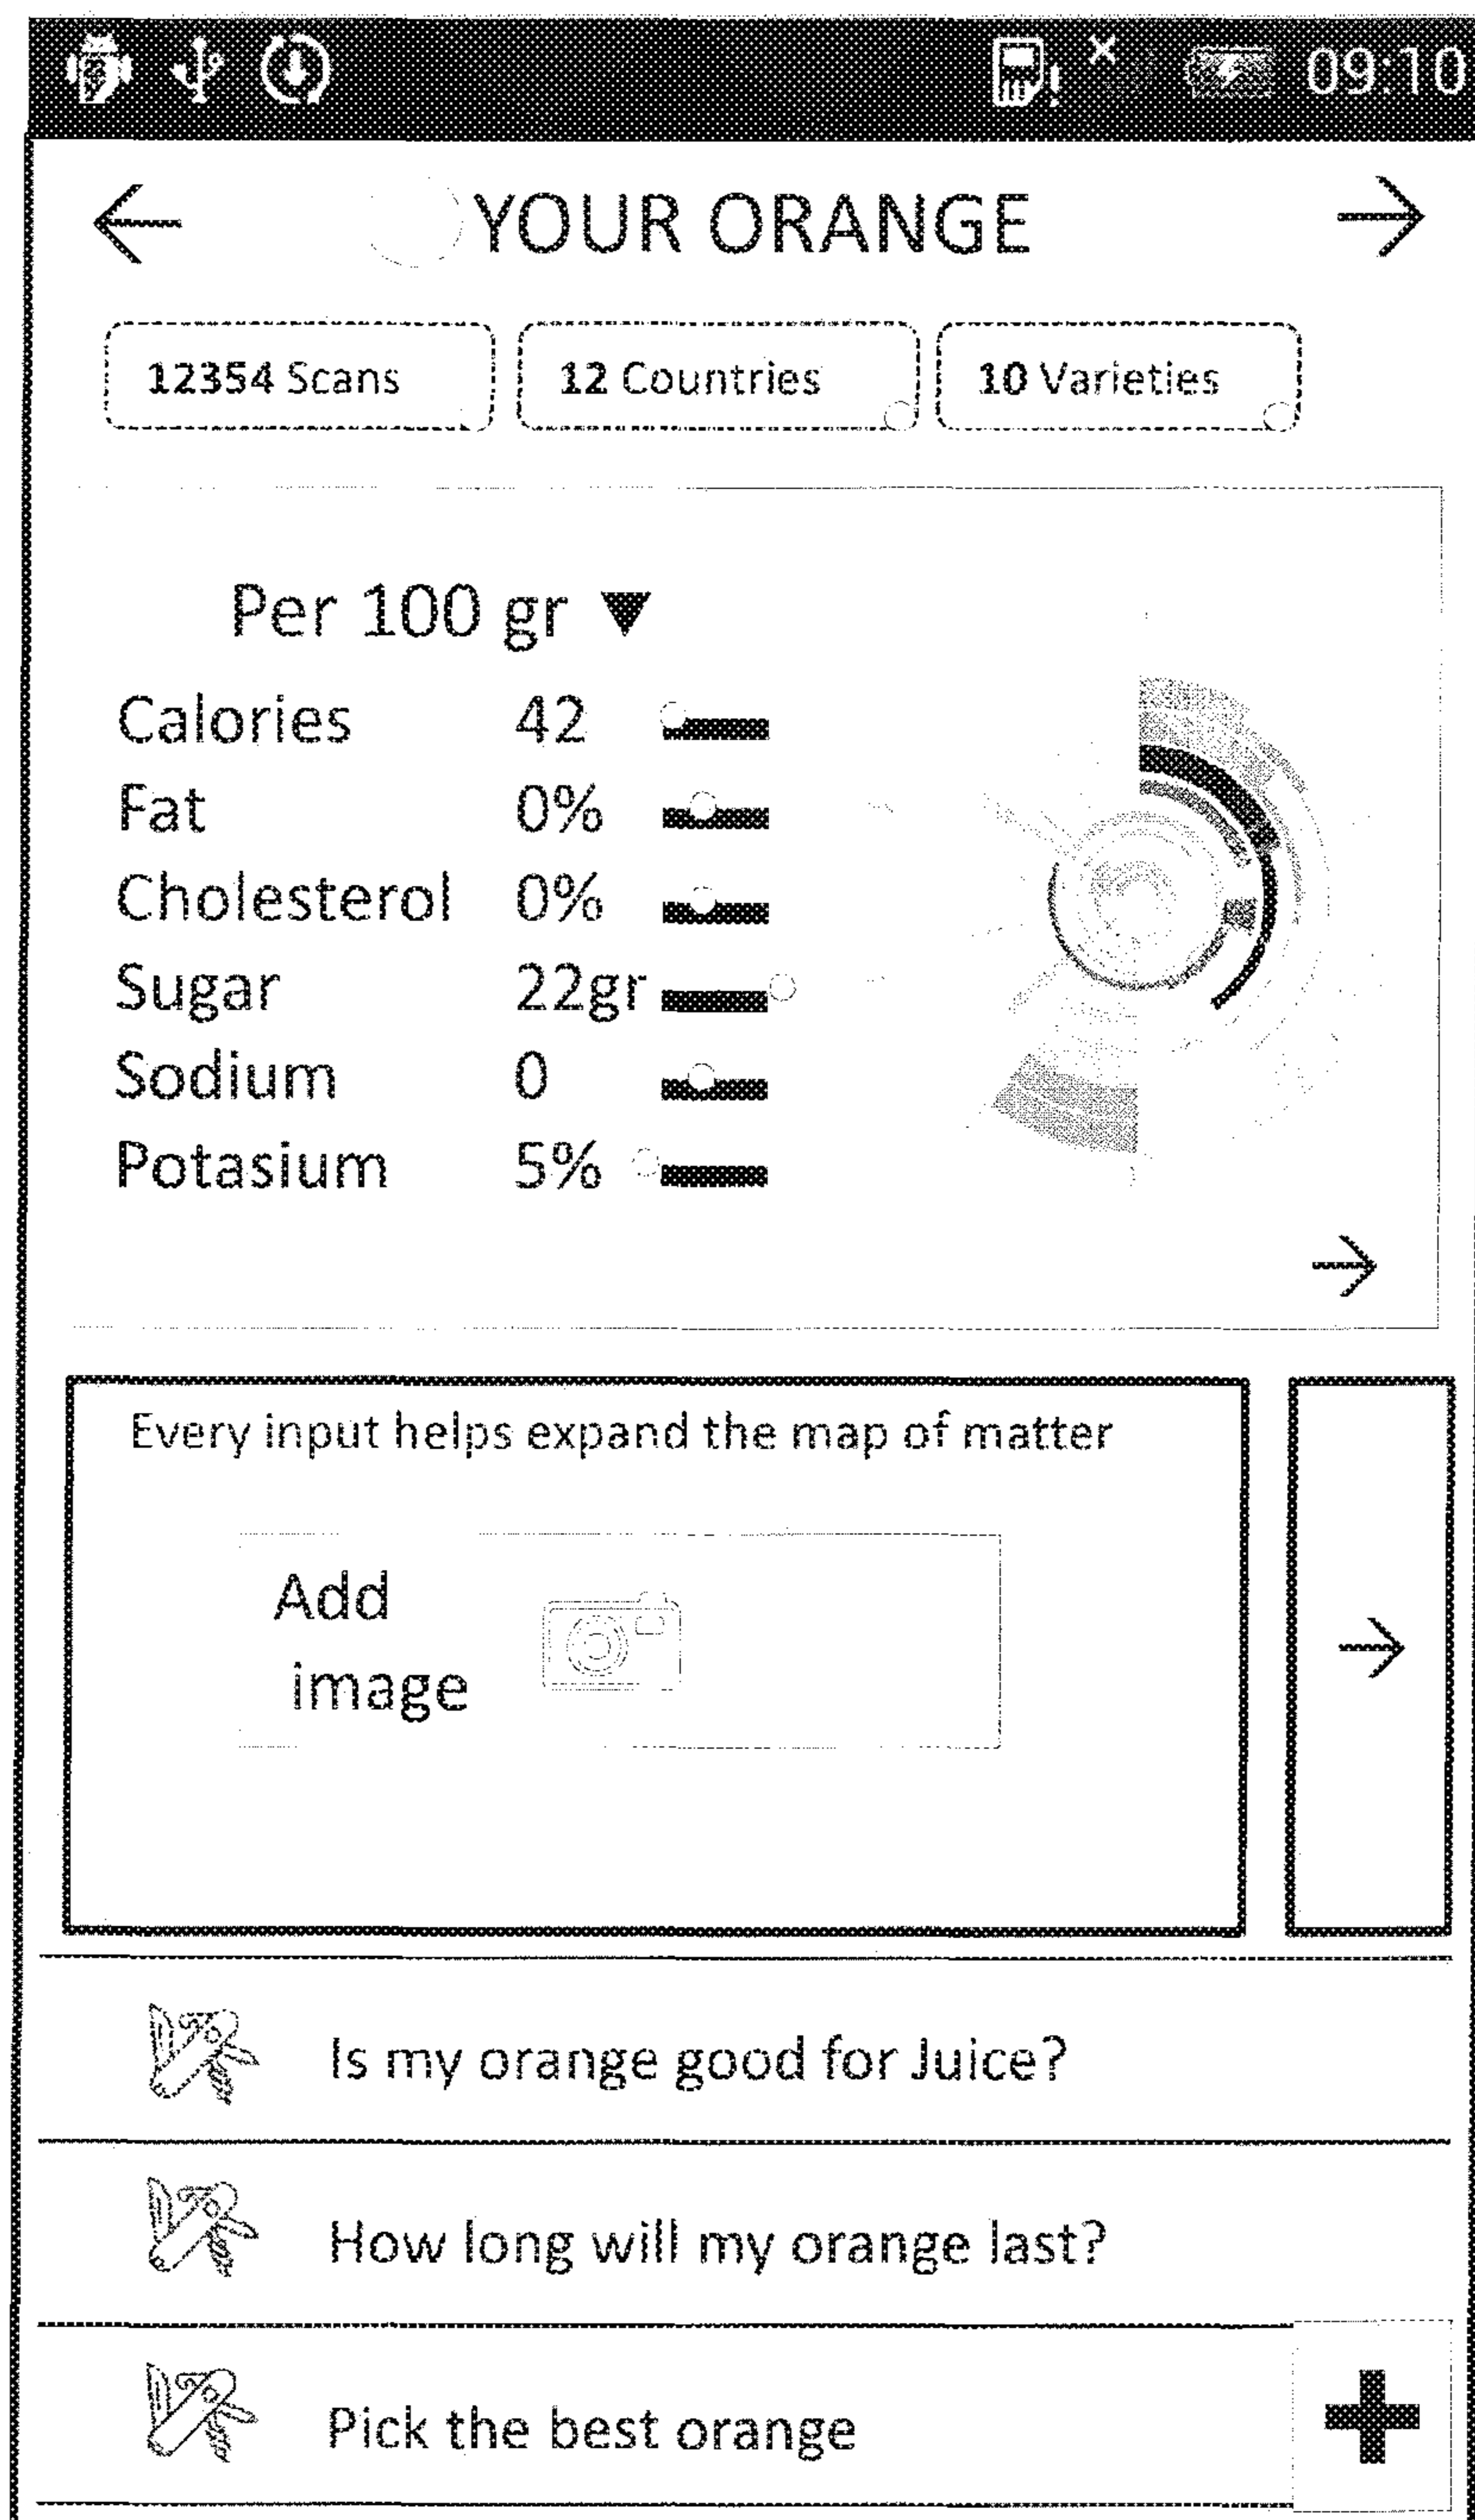 09:10
YOUR ORANGE
12354 Scans 12 Countries 10 Varieties
Per 100 gr
Calories 42
Fat 0%
Cholesterol 0%
Sugar 22gr
Sodium 0
Potasium 5%
Every input helps expand the map of matter
Add
image
Is my orange good for Juice?
How long will my orange last?
Pick the best orange